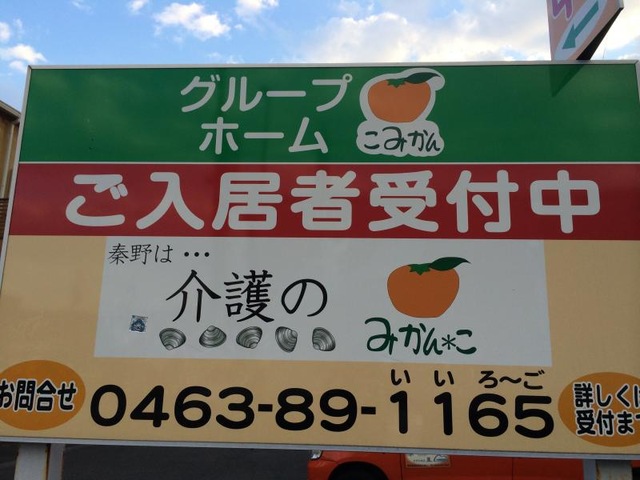 グループ
ホーム
こみかん
ご入居者受付中
秦野は…
介護の
みかん*こ
お問合せ
いいろ〜ご
0463-89-1165
詳しくは
受付まで